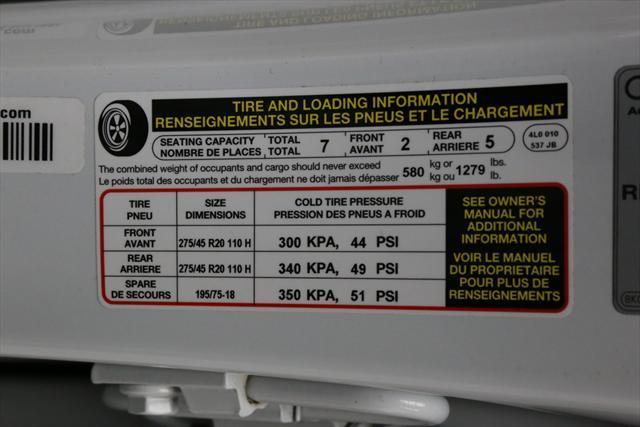 TIRE AND LOADING INFORMATION
RENSEIGNEMENTS SUR LES PNEUS ET LE CHARGEMENT
SEATING CAPACITY TOTAL 7 FRONT 2 REAR 5
NOMBRE DE PLACES TOTAL AVANT ARRIERE
4L0 010
537 JB
The combined weight of occupants and cargo should never exceed 580 kg or 1279 lbs.
Le poids total des occupants et du chargement ne doit jamais dépasser kg ou lb.
TIRE SIZE COLD TIRE PRESSURE
PNEU DIMENSIONS PRESSION DES PNEUS A FROID
FRONT
AVANT 275/45 R20 110 H 300 KPA, 44 PSI
REAR
ARRIERE 275/45 R20 110 H 340 KPA, 49 PSI
SPARE
DE SECOURS 195/75-18 350 KPA, 51 PSI
SEE OWNER'S
MANUAL FOR
ADDITIONAL
INFORMATION
VOIR LE MANUEL
DU PROPRIETAIRE
POUR PLUS DE
RENSEIGNEMENTS
.com